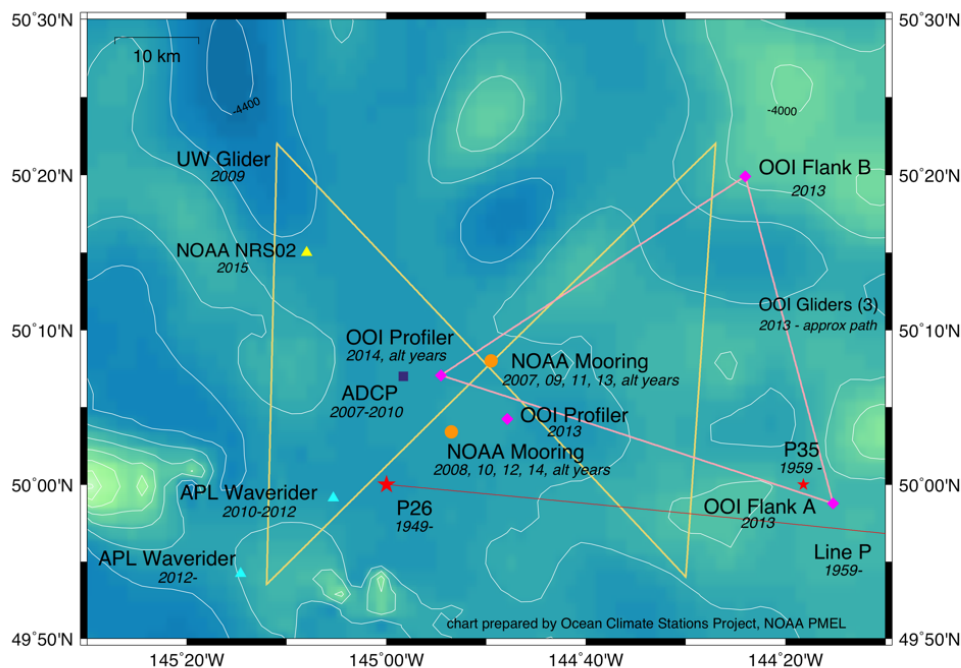 50°30'N
50°30'N
10 km
-4400
-4000
UW Glider
2009
OOI Flank B
2013
50°20'N
50°20'N
NOAA NRS02
2015
OOI Gliders (3)
2013 - approx path
50°10'N
50°10'N
OOI Profiler
2014, alt years
NOAA Mooring
2007, 09, 11, 13, alt years
ADCP
2007-2010
OOI Profiler
2013
NOAA Mooring
2008, 10, 12, 14, alt years
P35
1959 -
50°00'N
50°00'N
APL Waverider
2010-2012
P26
1949-
OOI Flank A
2013
APL Waverider
2012-
Line P
1959-
chart prepared by Ocean Climate Stations Project, NOAA PMEL
49°50'N
49°50'N
145°20'W
145°00'W
144°40'W
144°20'W